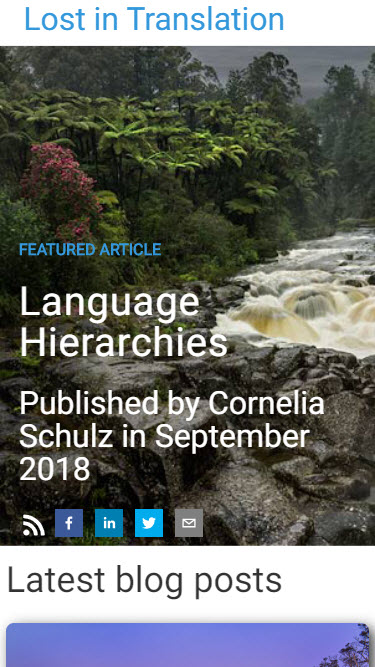 Lost in Translation
FEATURED ARTICLE
Language
Hierarchies
Published by Cornelia
Schulz in September
2018
Latest blog posts